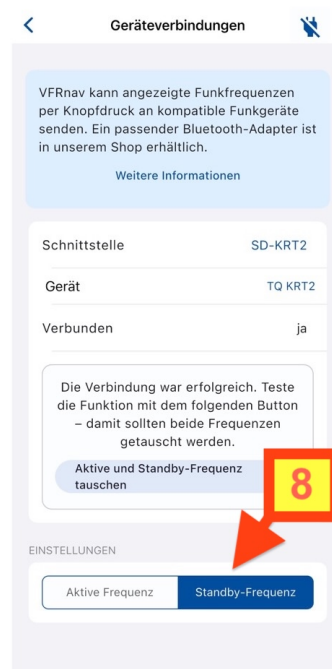 Geräteverbindungen
VFRnav kann angezeigte Funkfrequenzen
per Knopfdruck an kompatible Funkgeräte
senden. Ein passender Bluetooth-Adapter ist
in unserem Shop erhältlich.
Weitere Informationen
Schnittstelle SD-KRT2
Gerät TQ KRT2
Verbunden ja
Die Verbindung war erfolgreich. Teste
die Funktion mit dem folgenden Button
– damit sollten beide Frequenzen
getauscht werden.
Aktive und Standby-Frequenz
tauschen
8
EINSTELLUNGEN
Aktive Frequenz Standby-Frequenz